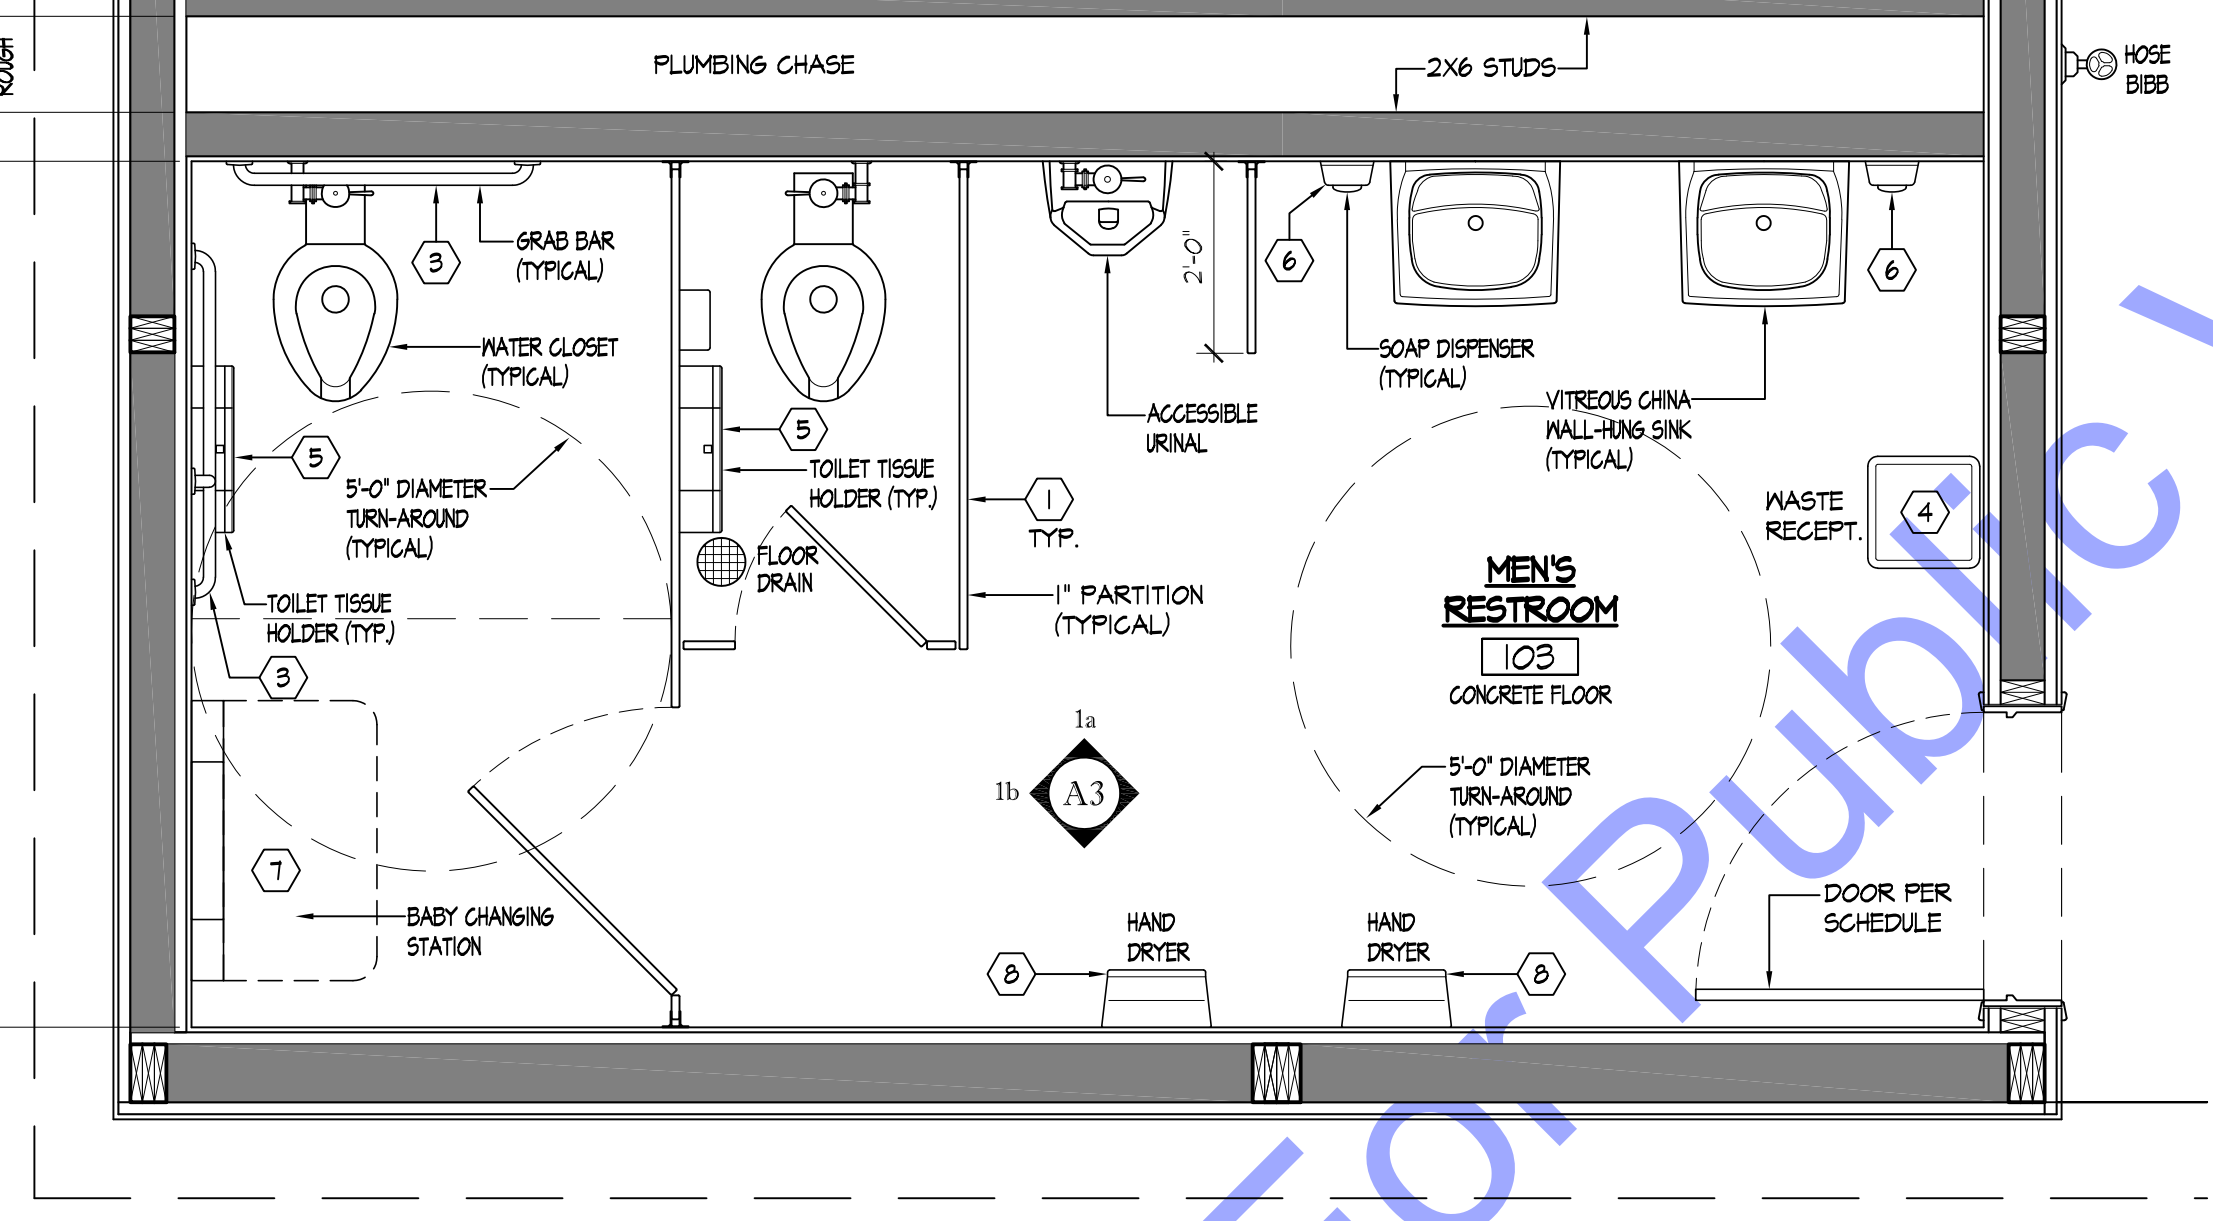 ROUGH
PLUMBING CHASE
2X6 STUDS
HOSE
BIBB
3
GRAB BAR
(TYPICAL)
2'-0"
6
6
WATER CLOSET
(TYPICAL)
SOAP DISPENSER
(TYPICAL)
ACCESSIBLE
URINAL
VITREOUS CHINA
WALL-HUNG SINK
(TYPICAL)
5
5
5'-0" DIAMETER
TURN-AROUND
(TYPICAL)
TOILET TISSUE
HOLDER (TYP.)
1
TYP.
WASTE
RECEPT.
4
FLOOR
DRAIN
TOILET TISSUE
HOLDER (TYP.)
1" PARTITION
(TYPICAL)
MEN'S
RESTROOM
103
CONCRETE FLOOR
3
1a
1b
A3
5'-0" DIAMETER
TURN-AROUND
(TYPICAL)
7
BABY CHANGING
STATION
HAND
DRYER
HAND
DRYER
8
8
DOOR PER
SCHEDULE
For Public